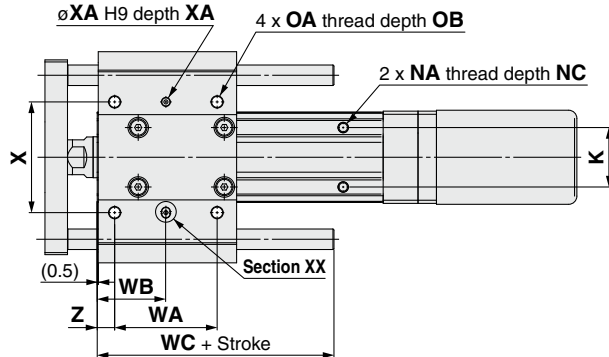 øXA H9 depth XA
4 x OA thread depth OB
2 x NA thread depth NC
X
K
(0.5)
Section XX
WB
Z
WA
WC + Stroke